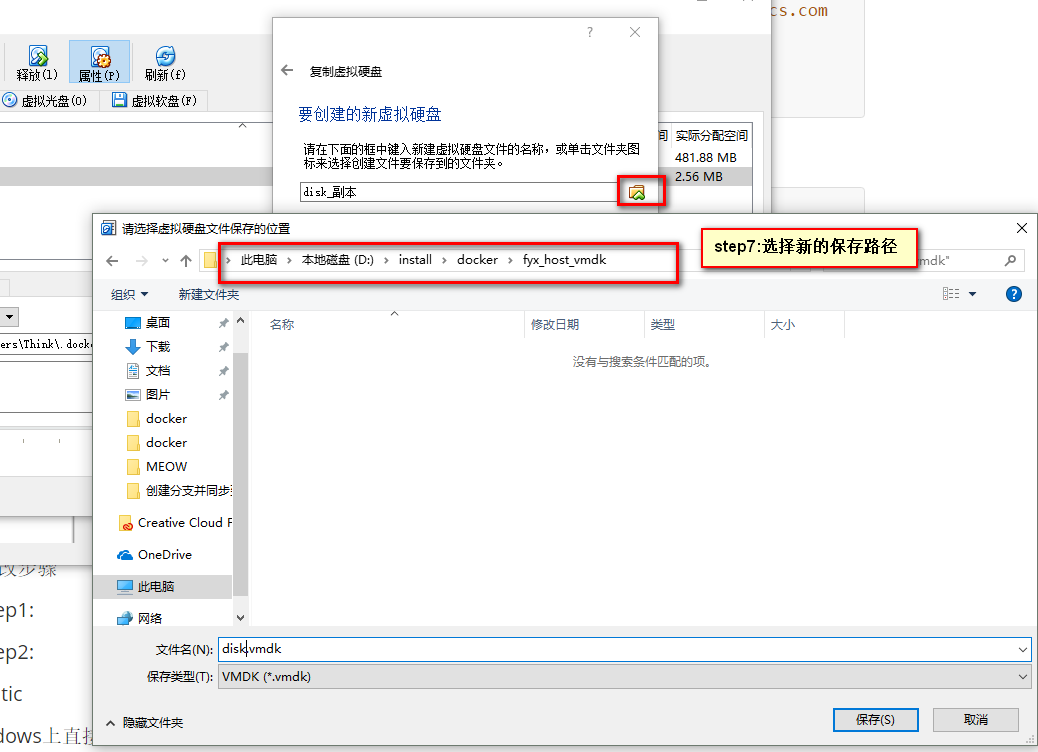 cs.com
?
复制虚拟硬盘
释放(1)
属性(P)
刷新(f)
虚拟光盘(O)
虚拟软盘(F)
要创建的新虚拟硬盘
请在下面的框中键入新建虚拟硬盘文件的名称，或单击文件夹图
标来选择创建文件要保存到的文件夹。
disk_副本
间
实际分配空间
481.88 MB
2.56 MB
请选择虚拟硬盘文件保存的位置
此电脑 › 本地磁盘 (D:) › install › docker › fyx_host_vmdk
step7:选择新的保存路径
mdk"
组织
新建文件夹
?
名称
修改日期
类型
大小
没有与搜索条件匹配的项。
桌面
下载
文档
图片
docker
docker
MEOW
创建分支并同步到
Creative Cloud F
OneDrive
此电脑
网络
ers\Think\.docke
改步骤
ep1:
ep2:
tic
dows上直接
文件名(N):
disk.vmdk
保存类型(T):
VMDK (*.vmdk)
隐藏文件夹
保存(S)
取消